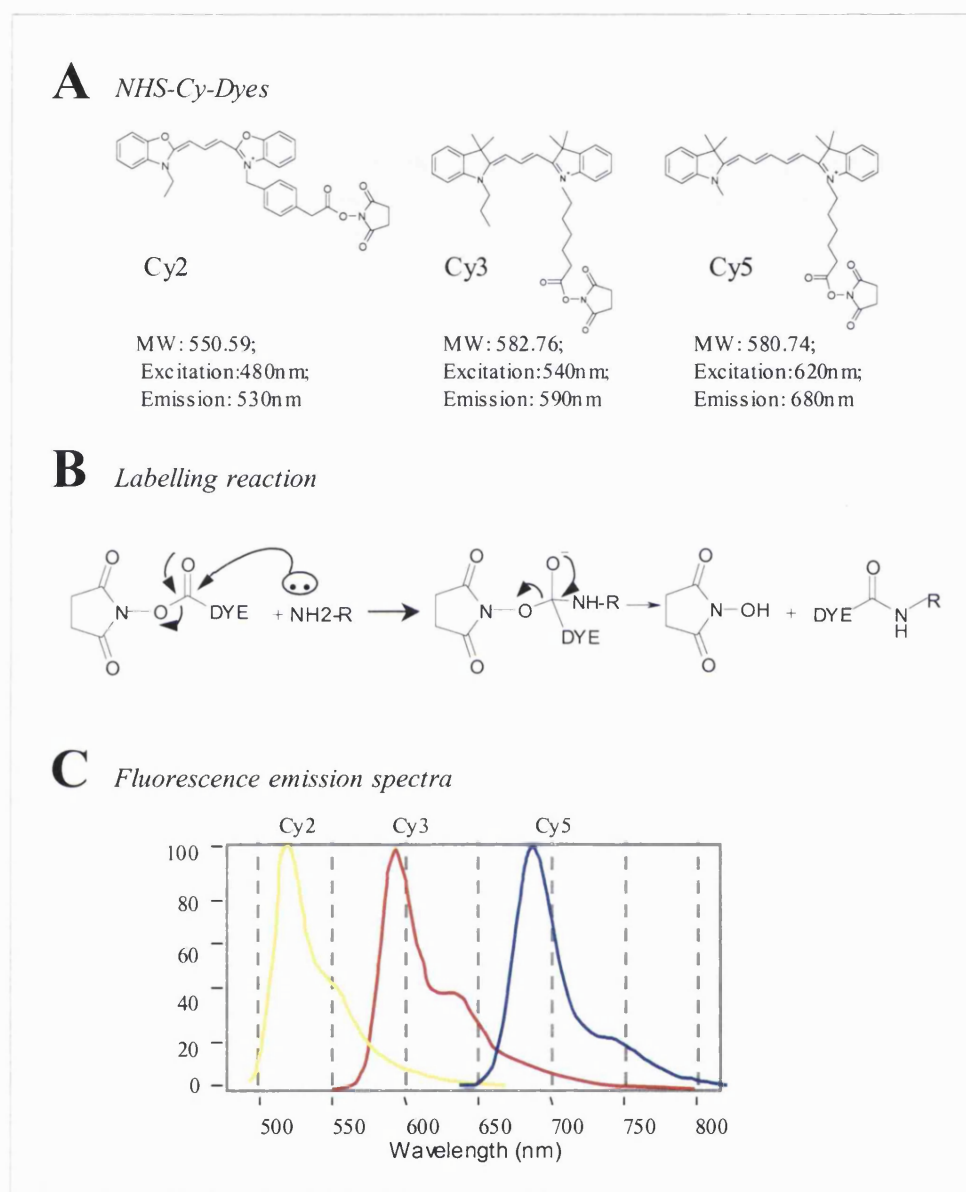 A NHS-Cy-Dyes
O O
N N+
O
O N
O
O
Cy2
MW: 550.59;
Excitation:480nm;
Emission: 530nm
N N+
O
O
O N
O
Cy3
MW: 582.76;
Excitation:540nm;
Emission: 590nm
N N+
O
O
O N
O
Cy5
MW: 580.74;
Excitation:620nm;
Emission: 680nm
B Labelling reaction
O O O - O O
N O DYE + NH2-R N O NH-R N OH + DYE N R
H
DYE
O O O
C Fluorescence emission spectra
Cy2 Cy3 Cy5
100
80
60
40
20
0
500 550 600 650 700 750 800
Wavelength (nm)